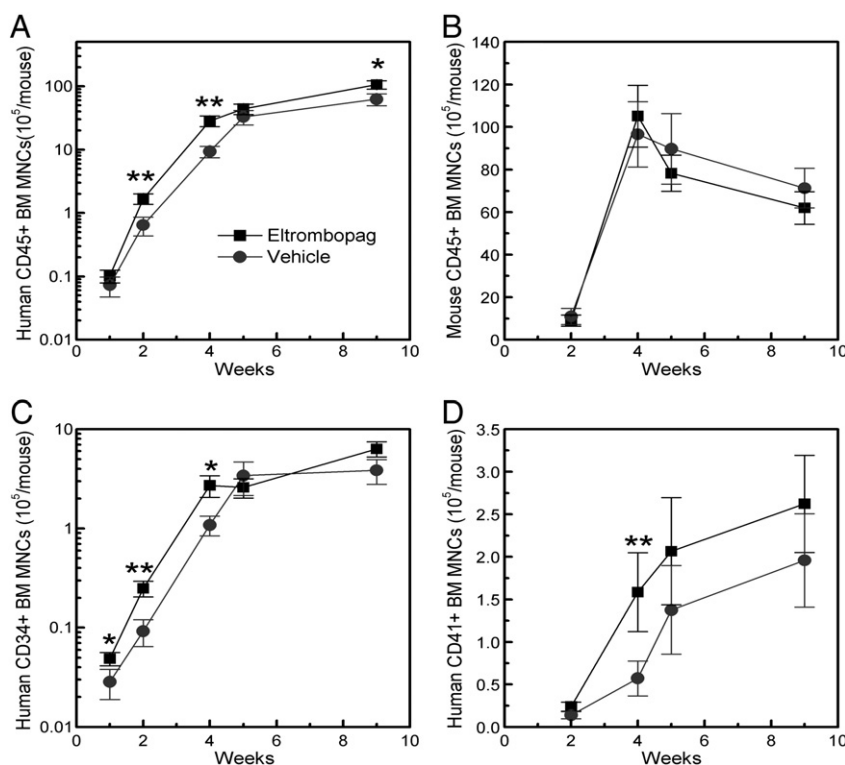 A
Human CD45+ BM MNCs(10⁵/mouse)
100
10
1
0.1
0.01
**
**
*
Eltrombopag
Vehicle
0 2 4 6 8 10
Weeks
B
Mouse CD45+ BM MNCs (10⁵/mouse)
140
120
100
80
60
40
20
0
0 2 4 6 8 10
Weeks
C
Human CD34+ BM MNCs (10⁵/mouse)
10
1
0.1
0.01
*
**
*
0 2 4 6 8 10
Weeks
D
Human CD41+ BM MNCs (10⁵/mouse)
3.5
3.0
2.5
2.0
1.5
1.0
0.5
0.0
**
0 2 4 6 8 10
Weeks